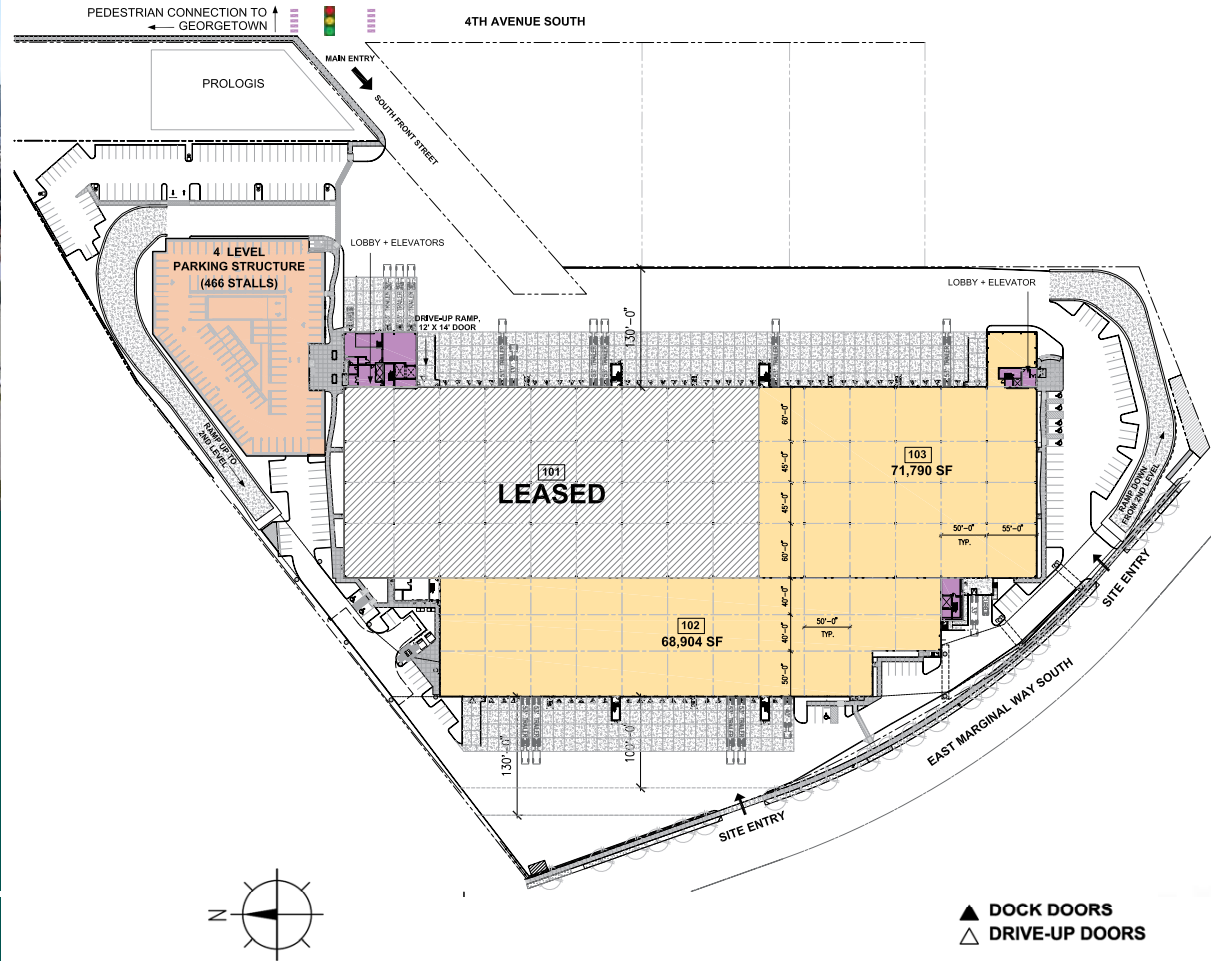 PEDESTRIAN CONNECTION TO
GEORGETOWN
4TH AVENUE SOUTH
MAIN ENTRY
SOUTH FRONT STREET
PROLOGIS
LOBBY + ELEVATORS
4 LEVEL
PARKING STRUCTURE
(466 STALLS)
DRIVE-UP RAMP,
12' X 14' DOOR
130'-0"
LOBBY + ELEVATOR
RAMP UP TO
2ND LEVEL
60'-0"
45'-0"
45'-0"
60'-0"
101
LEASED
103
71,790 SF
50'-0"
TYP.
55'-0"
RAMP DOWN
FROM 2ND LEVEL
SITE ENTRY
40'-0"
40'-0"
50'-0"
102
68,904 SF
50'-0"
TYP.
130'-0"
100'-0"
EAST MARGINAL WAY SOUTH
SITE ENTRY
N
DOCK DOORS
DRIVE-UP DOORS